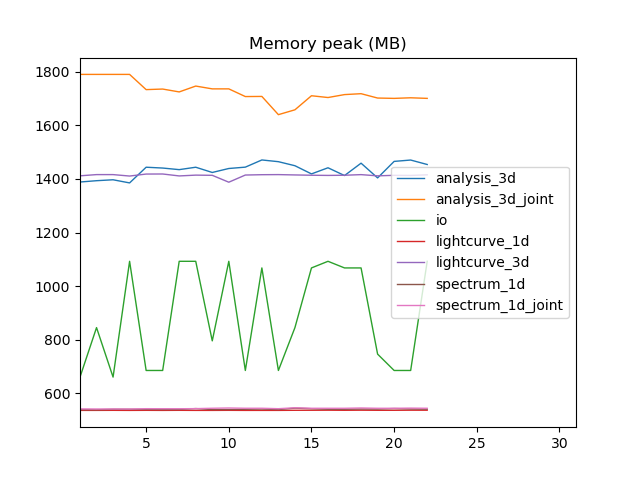 Memory peak (MB)
1800
1600
1400
1200
1000
800
600
analysis_3d
analysis_3d_joint
io
lightcurve_1d
lightcurve_3d
spectrum_1d
spectrum_1d_joint
5 10 15 20 25 30